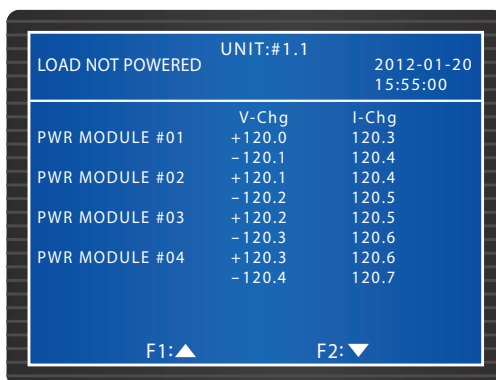 UNIT:#1.1
LOAD NOT POWERED 2012-01-20
15:55:00
V-Chg I-Chg
PWR MODULE #01 +120.0 120.3
–120.1 120.4
PWR MODULE #02 +120.1 120.4
–120.2 120.5
PWR MODULE #03 +120.2 120.5
–120.3 120.6
PWR MODULE #04 +120.3 120.6
–120.4 120.7
F1:▲ F2:▼